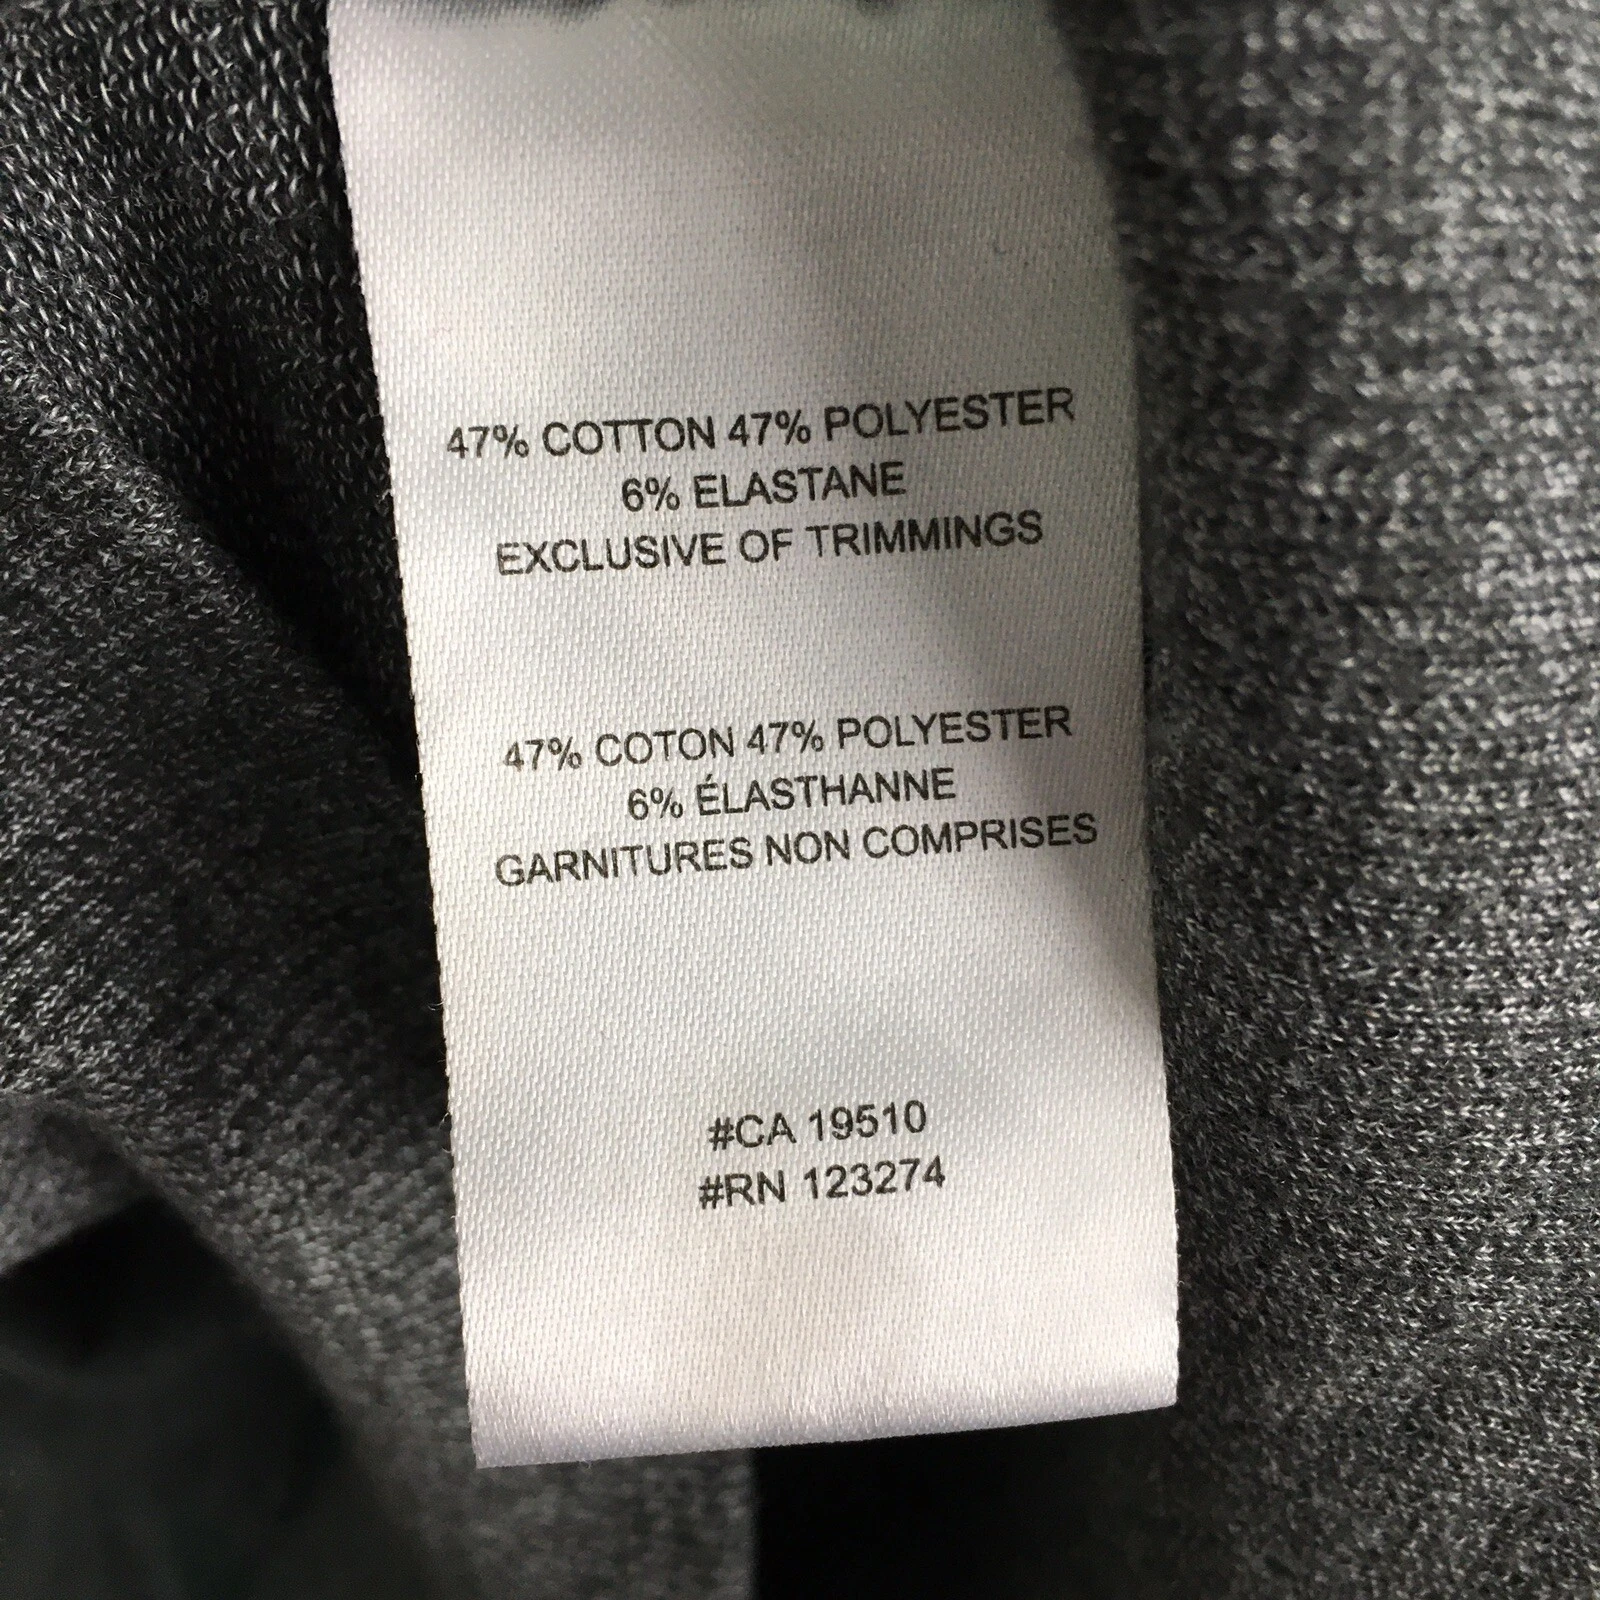 47% COTTON 47% POLYESTER
6% ELASTANE
EXCLUSIVE OF TRIMMINGS
47% COTON 47% POLYESTER
6% ÉLASTHANNE
GARNITURES NON COMPRISES
#CA 19510
#RN 123274